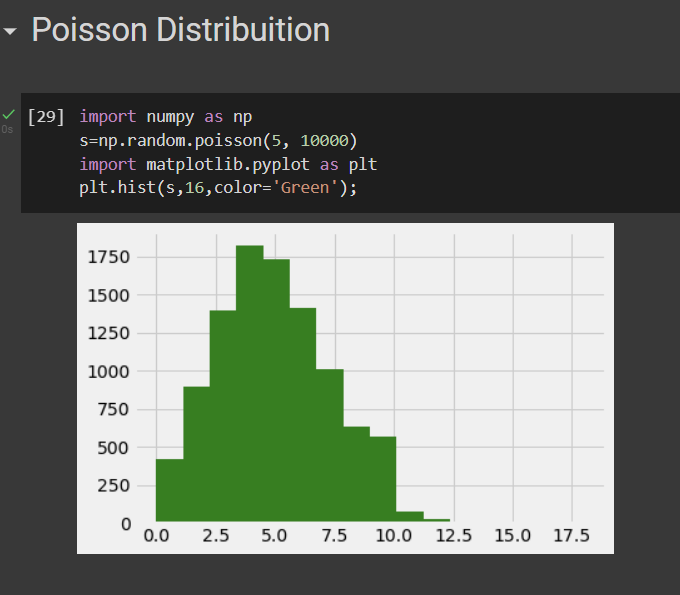 Poisson Distribuition
[29] import numpy as np
0s
s=np.random.poisson(5, 10000)
import matplotlib.pyplot as plt
plt.hist(s,16,color='Green');
1750
1500
1250
1000
750
500
250
0
0.0 2.5 5.0 7.5 10.0 12.5 15.0 17.5